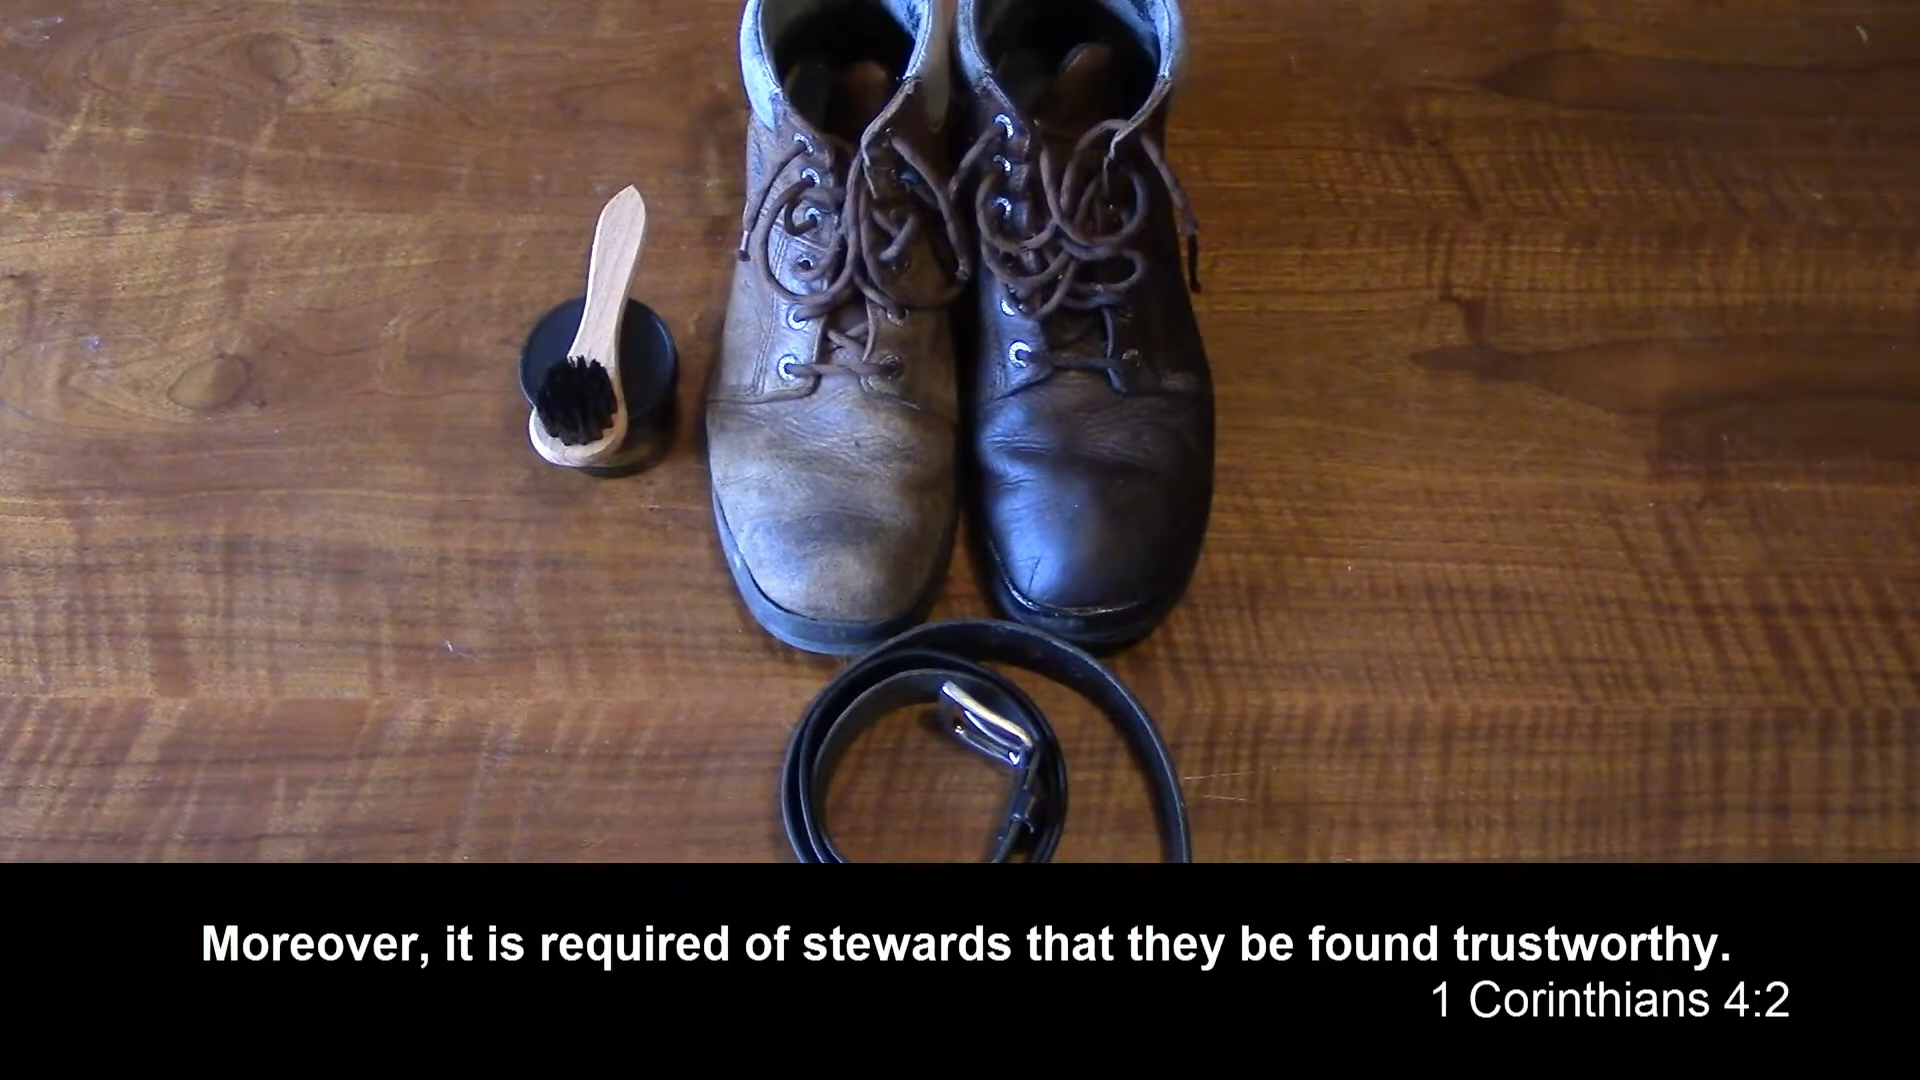 Moreover, it is required of stewards that they be found trustworthy.
1 Corinthians 4:2